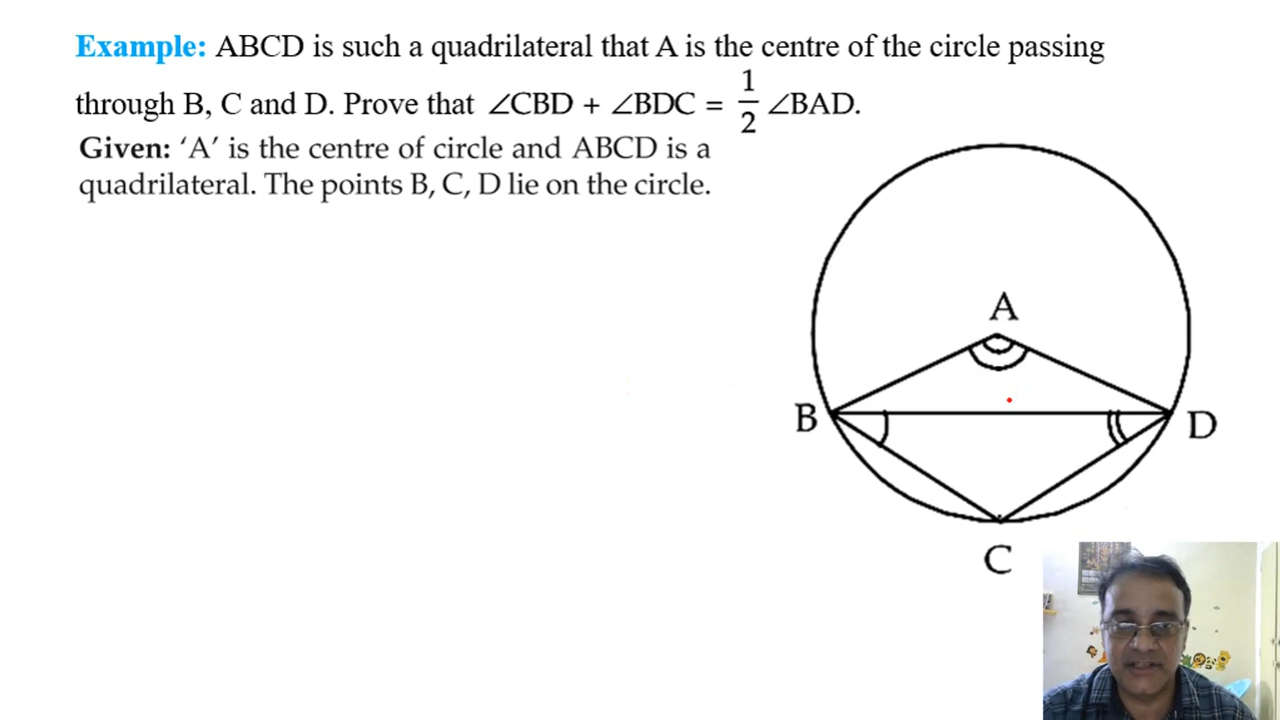 Example: ABCD is such a quadrilateral that A is the centre of the circle passing
through B, C and D. Prove that ∠CBD + ∠BDC = 1/2 ∠BAD.
Given: ‘A’ is the centre of circle and ABCD is a
quadrilateral. The points B, C, D lie on the circle.
A
B
D
C